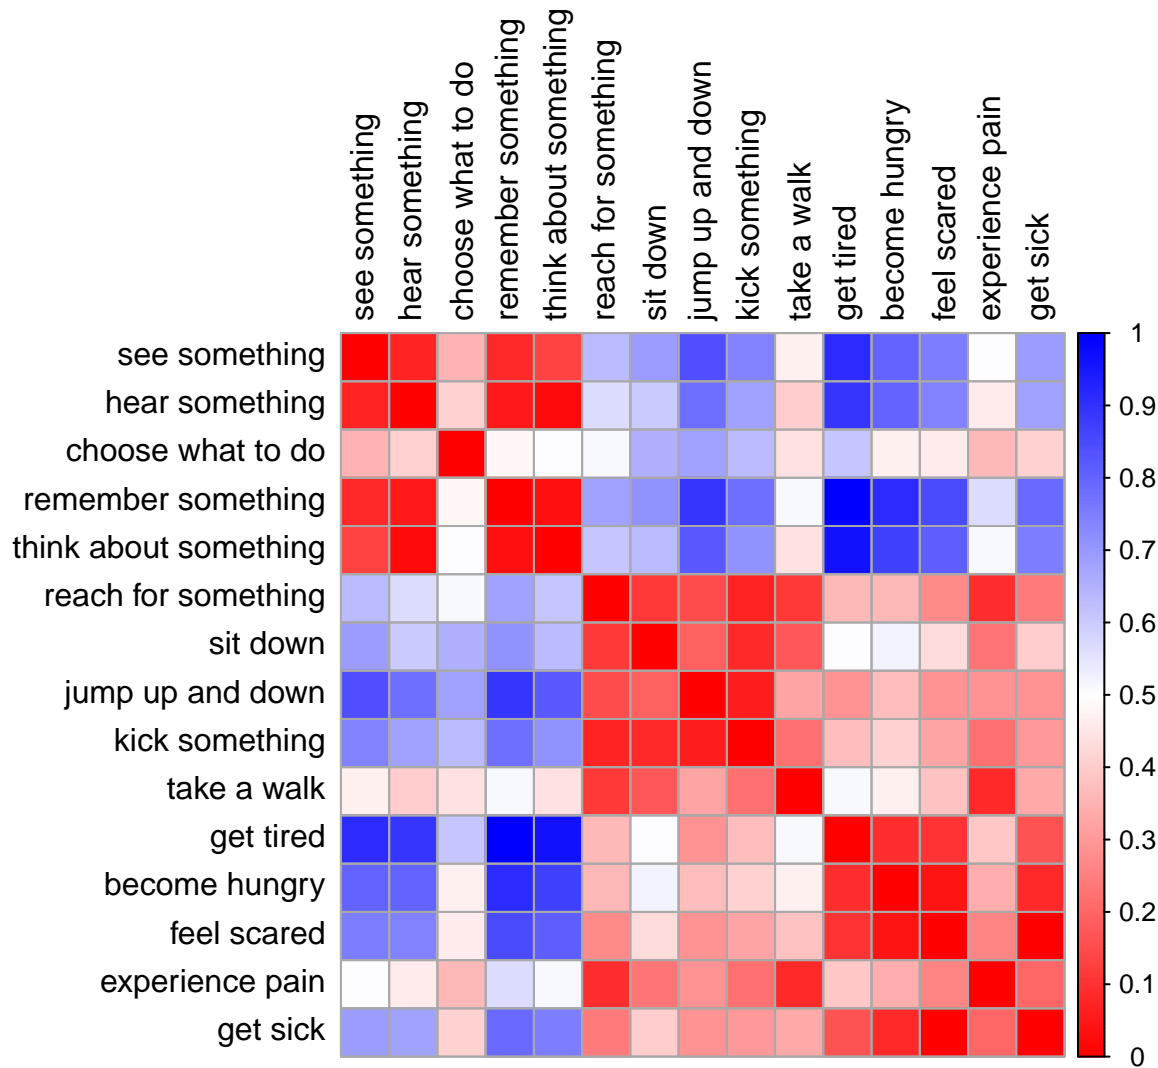 see something
hear something
choose what to do
remember something
think about something
reach for something
sit down
jump up and down
kick something
take a walk
get tired
become hungry
feel scared
experience pain
get sick
see something
hear something
choose what to do
remember something
think about something
reach for something
sit down
jump up and down
kick something
take a walk
get tired
become hungry
feel scared
experience pain
get sick
1
0.9
0.8
0.7
0.6
0.5
0.4
0.3
0.2
0.1
0